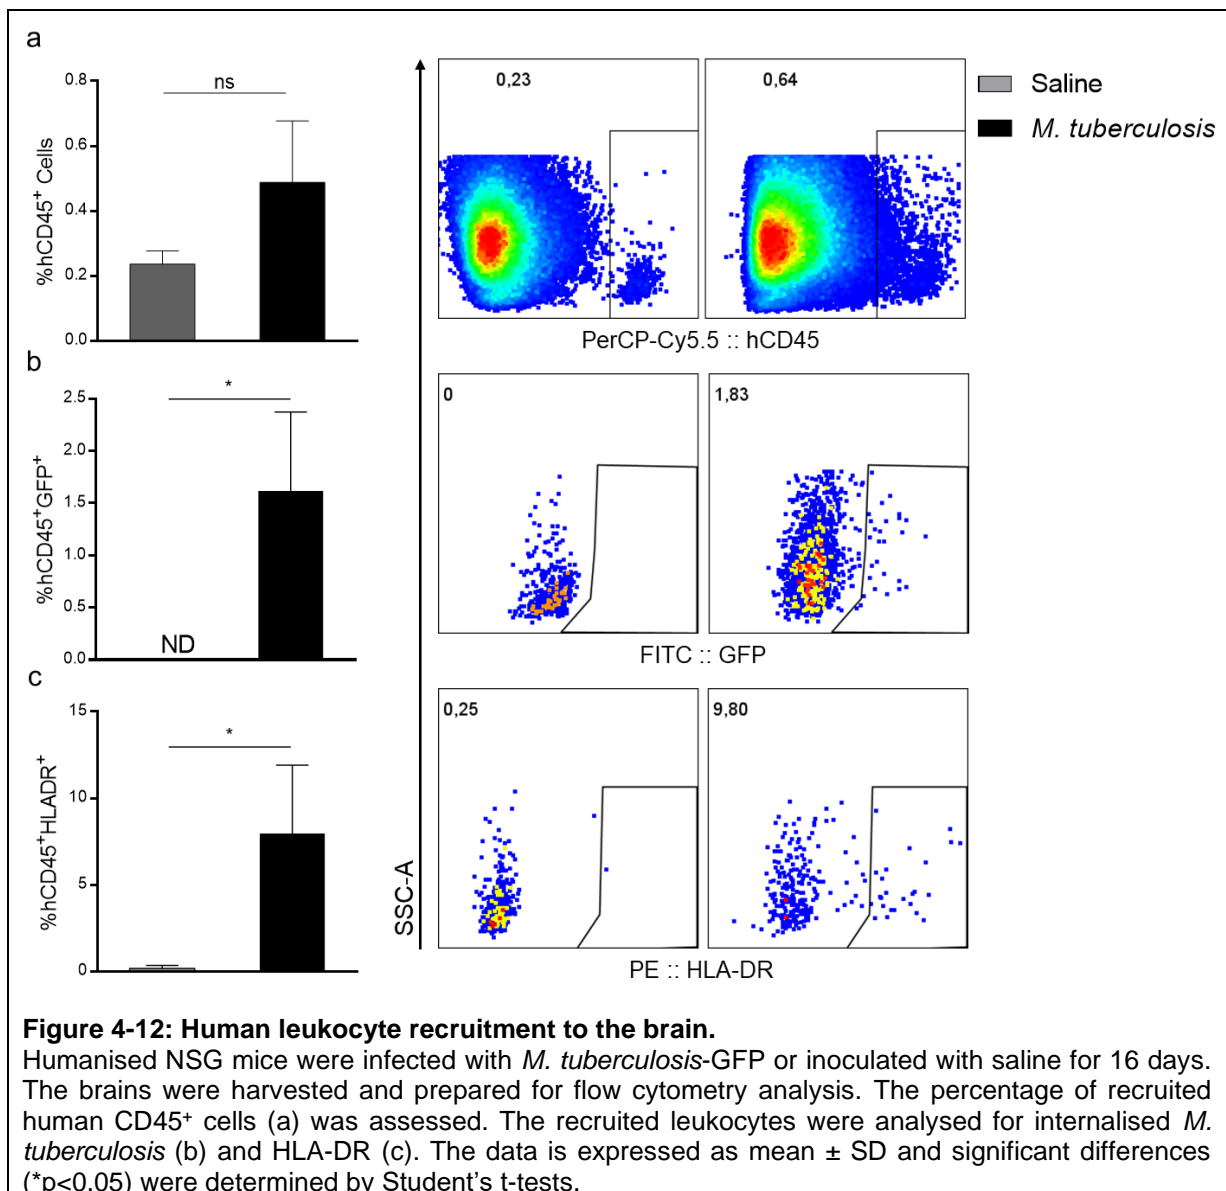 a
0.8
0.6
0.4
0.2
0.0
%hCD45+ Cells
ns
0,23
0,64
PerCP-Cy5.5 :: hCD45
Saline
M. tuberculosis
b
2.5
2.0
1.5
1.0
0.5
0.0
%hCD45+GFP+
*
ND
0
1,83
FITC :: GFP
c
15
10
5
0
%hCD45+HLADR+
*
0,25
9,80
PE :: HLA-DR
SSC-A
Figure 4-12: Human leukocyte recruitment to the brain.
Humanised NSG mice were infected with M. tuberculosis-GFP or inoculated with saline for 16 days.
The brains were harvested and prepared for flow cytometry analysis. The percentage of recruited
human CD45+ cells (a) was assessed. The recruited leukocytes were analysed for internalised M.
tuberculosis (b) and HLA-DR (c). The data is expressed as mean ± SD and significant differences
(*p<0.05) were determined by Student's t-tests.